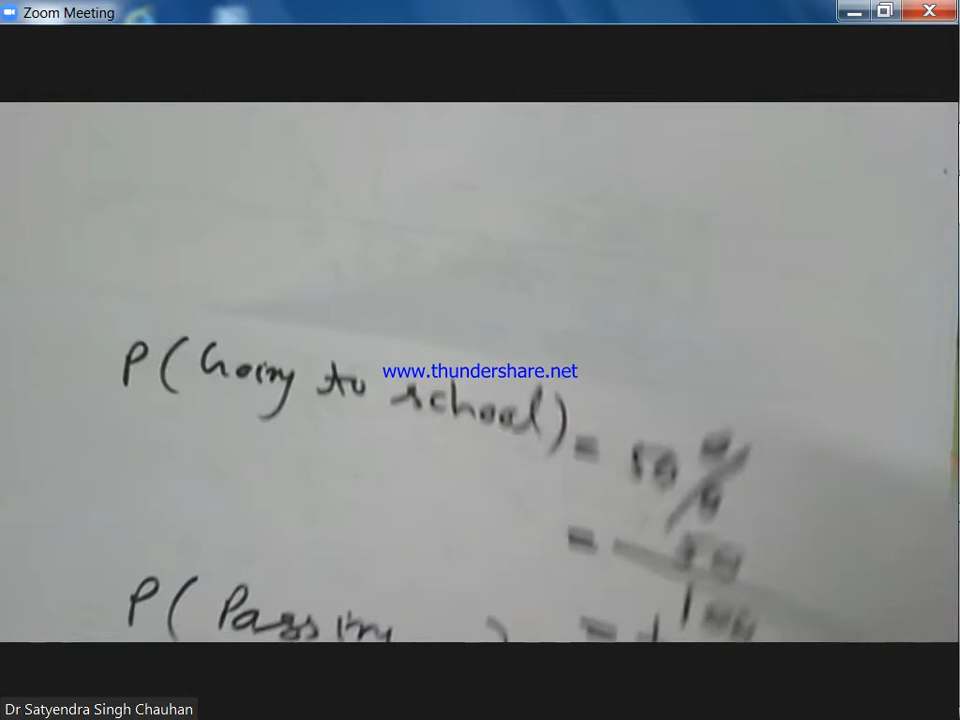 Zoom Meeting
P(Going to school) = 50%
www.thundershare.net
= 50/100
P(Passing ) =
Dr Satyendra Singh Chauhan